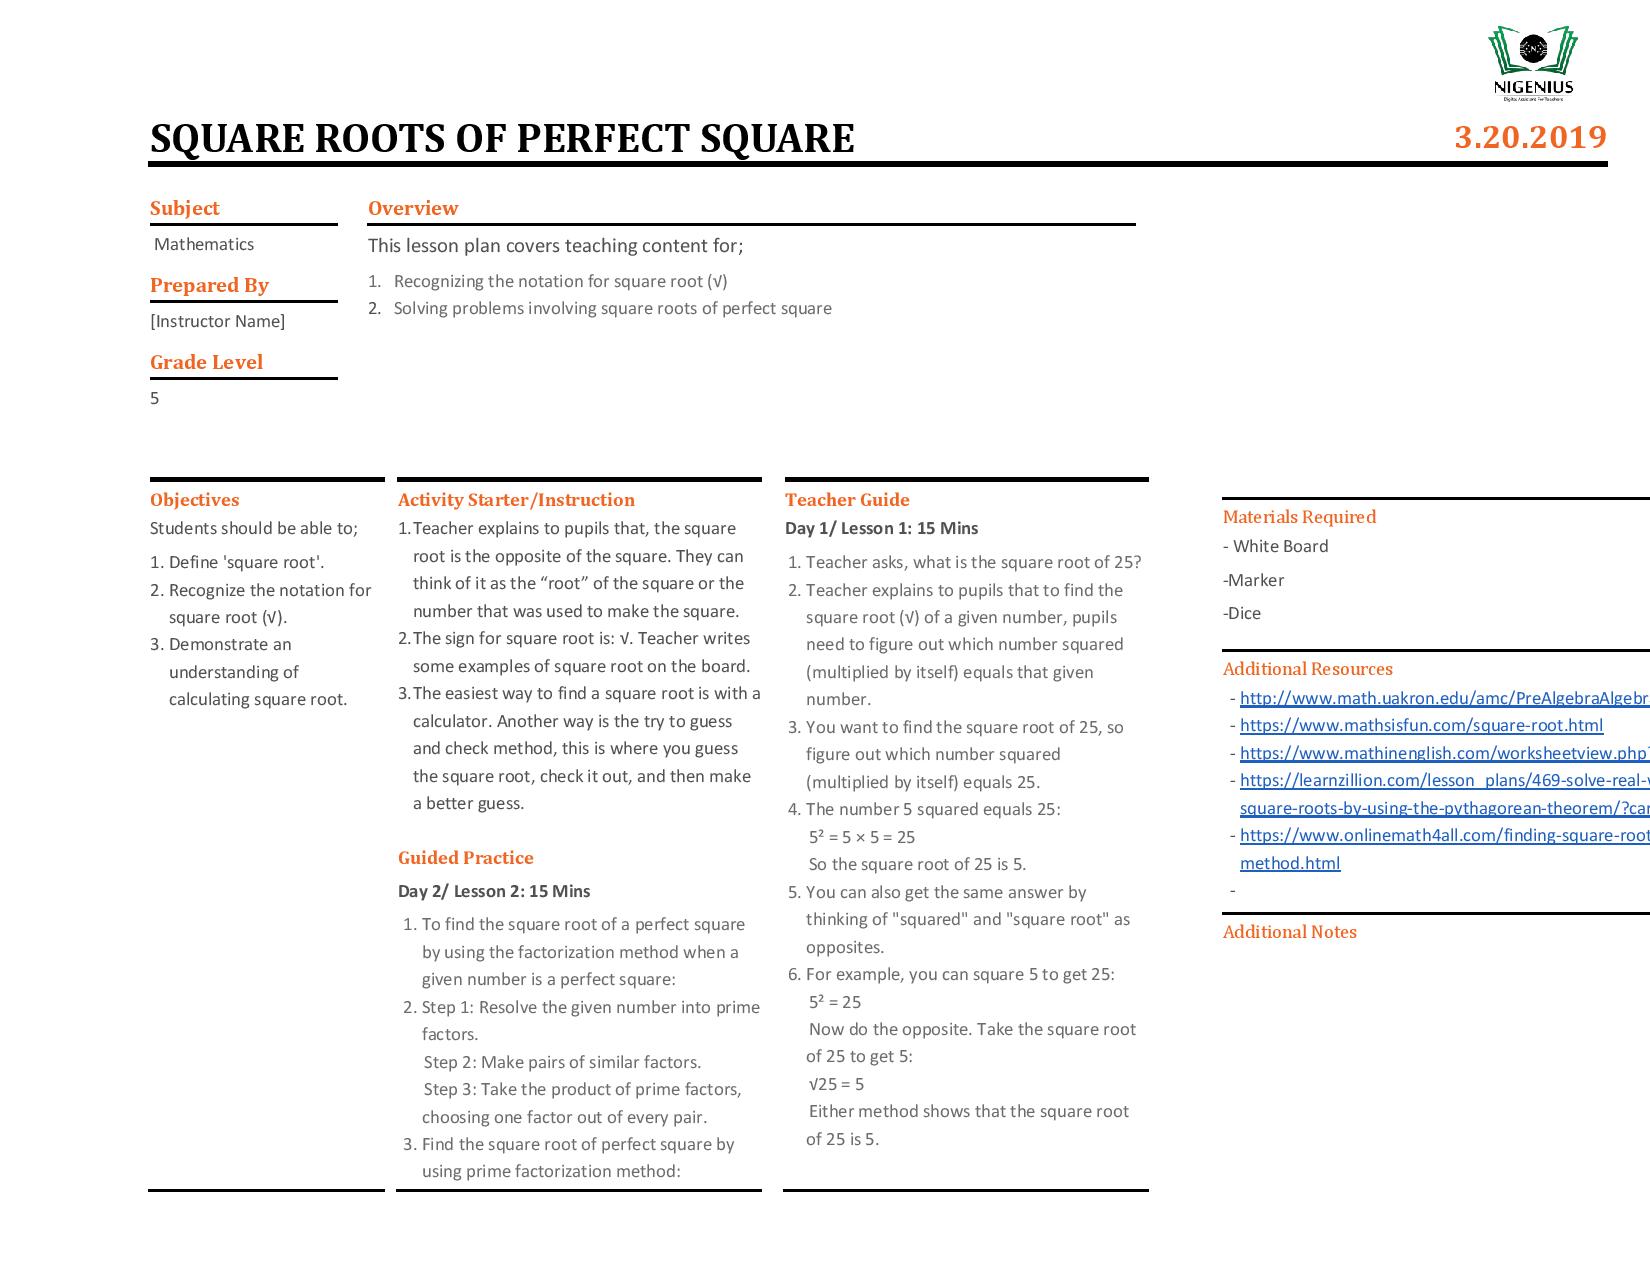 NIGENIUS
Digital Assistant For Teachers
SQUARE ROOTS OF PERFECT SQUARE
3.20.2019
Subject
Mathematics
Prepared By
[Instructor Name]
Grade Level
5
Overview
This lesson plan covers teaching content for;
1. Recognizing the notation for square root (√)
2. Solving problems involving square roots of perfect square
Objectives
Students should be able to;
1. Define 'square root'.
2. Recognize the notation for
square root (√).
3. Demonstrate an
understanding of
calculating square root.
Activity Starter/Instruction
1.Teacher explains to pupils that, the square
root is the opposite of the square. They can
think of it as the “root” of the square or the
number that was used to make the square.
2.The sign for square root is: √. Teacher writes
some examples of square root on the board.
3.The easiest way to find a square root is with a
calculator. Another way is the try to guess
and check method, this is where you guess
the square root, check it out, and then make
a better guess.
Guided Practice
Day 2/ Lesson 2: 15 Mins
1. To find the square root of a perfect square
by using the factorization method when a
given number is a perfect square:
2. Step 1: Resolve the given number into prime
factors.
Step 2: Make pairs of similar factors.
Step 3: Take the product of prime factors,
choosing one factor out of every pair.
3. Find the square root of perfect square by
using prime factorization method:
Teacher Guide
Day 1/ Lesson 1: 15 Mins
1. Teacher asks, what is the square root of 25?
2. Teacher explains to pupils that to find the
square root (√) of a given number, pupils
need to figure out which number squared
(multiplied by itself) equals that given
number.
3. You want to find the square root of 25, so
figure out which number squared
(multiplied by itself) equals 25.
4. The number 5 squared equals 25:
5² = 5 × 5 = 25
So the square root of 25 is 5.
5. You can also get the same answer by
thinking of "squared" and "square root" as
opposites.
6. For example, you can square 5 to get 25:
5² = 25
Now do the opposite. Take the square root
of 25 to get 5:
√25 = 5
Either method shows that the square root
of 25 is 5.
Materials Required
- White Board
-Marker
-Dice
Additional Resources
- http://www.math.uakron.edu/amc/PreAlgebraAlgebr
- https://www.mathsisfun.com/square-root.html
- https://www.mathinenglish.com/worksheetview.php?
- https://learnzillion.com/lesson_plans/469-solve-real-
square-roots-by-using-the-pythagorean-theorem/?car
- https://www.onlinemath4all.com/finding-square-root
method.html
-
Additional Notes